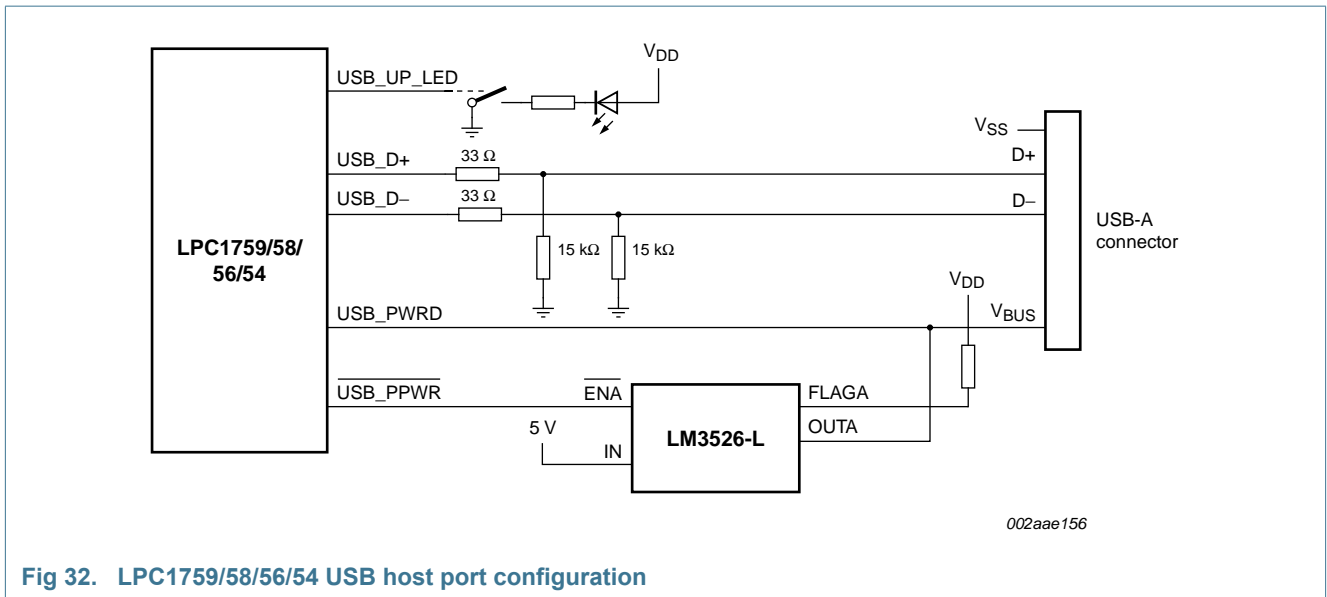 V_DD
USB_UP_LED
V_SS
USB_D+
33 Ω
D+
USB_D−
33 Ω
D−
USB-A
connector
LPC1759/58/
56/54
15 kΩ
15 kΩ
V_DD
USB_PWRD
V_BUS
USB_PPWR
ENA
FLAGA
5 V
OUTA
LM3526-L
IN
002aae156
Fig 32. LPC1759/58/56/54 USB host port configuration